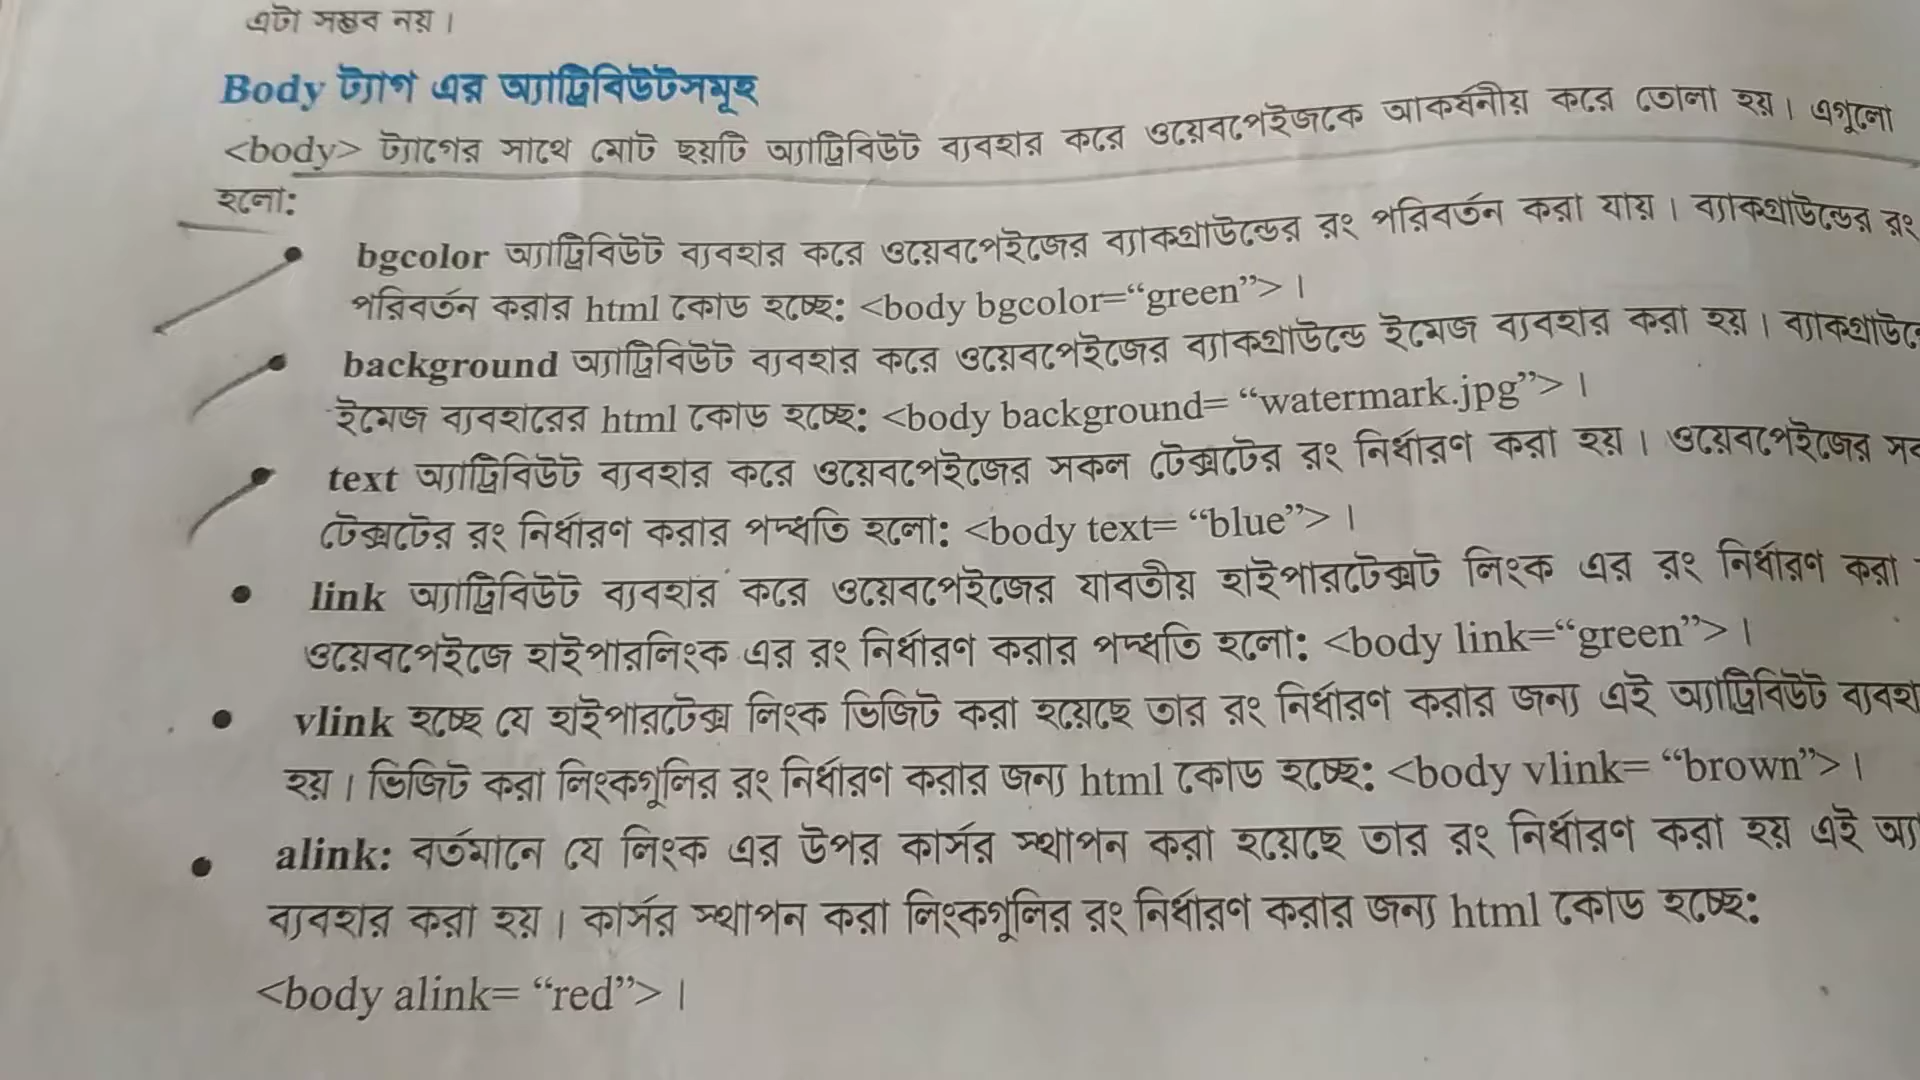 এটা সম্ভব নয়।
Body ট্যাগ এর অ্যাট্রিবিউটসমূহ
<body> ট্যাগের সাথে মোট ছয়টি অ্যাট্রিবিউট ব্যবহার করে ওয়েবপেইজকে আকর্ষনীয় করে তোলা হয়। এগুলো
হলো:
• bgcolor অ্যাট্রিবিউট ব্যবহার করে ওয়েবপেইজের ব্যাকগ্রাউন্ডের রং পরিবর্তন করা যায়। ব্যাকগ্রাউন্ডের রং
পরিবর্তন করার html কোড হচ্ছে: <body bgcolor=“green”>।
• background অ্যাট্রিবিউট ব্যবহার করে ওয়েবপেইজের ব্যাকগ্রাউন্ডে ইমেজ ব্যবহার করা হয়।
ইমেজ ব্যবহারের html কোড হচ্ছে: <body background= “watermark.jpg”>।
• text অ্যাট্রিবিউট ব্যবহার করে ওয়েবপেইজের সকল টেক্সটের রং নির্ধারণ করা হয়। ওয়েবপেইজের
টেক্সটের রং নির্ধারণ করার পদ্ধতি হলো: <body text= “blue”>।
• link অ্যাট্রিবিউট ব্যবহার করে ওয়েবপেইজের যাবতীয় হাইপারটেক্সট লিংক এর রং নির্ধারণ করা
ওয়েবপেইজে হাইপারলিংক এর রং নির্ধারণ করার পদ্ধতি হলো: <body link=“green”>।
• vlink হচ্ছে যে হাইপারটেক্স লিংক ভিজিট করা হয়েছে তার রং নির্ধারণ করার জন্য এই অ্যাট্রিবিউট
হয়। ভিজিট করা লিংকগুলির রং নির্ধারণ করার জন্য html কোড হচ্ছে: <body vlink= “brown”>।
• alink: বর্তমানে যে লিংক এর উপর কার্সর স্থাপন করা হয়েছে তার রং নির্ধারণ করা হয় এই
ব্যবহার করা হয়। কার্সর স্থাপন করা লিংকগুলির রং নির্ধারণ করার জন্য html কোড হচ্ছে:
<body alink= “red”>।